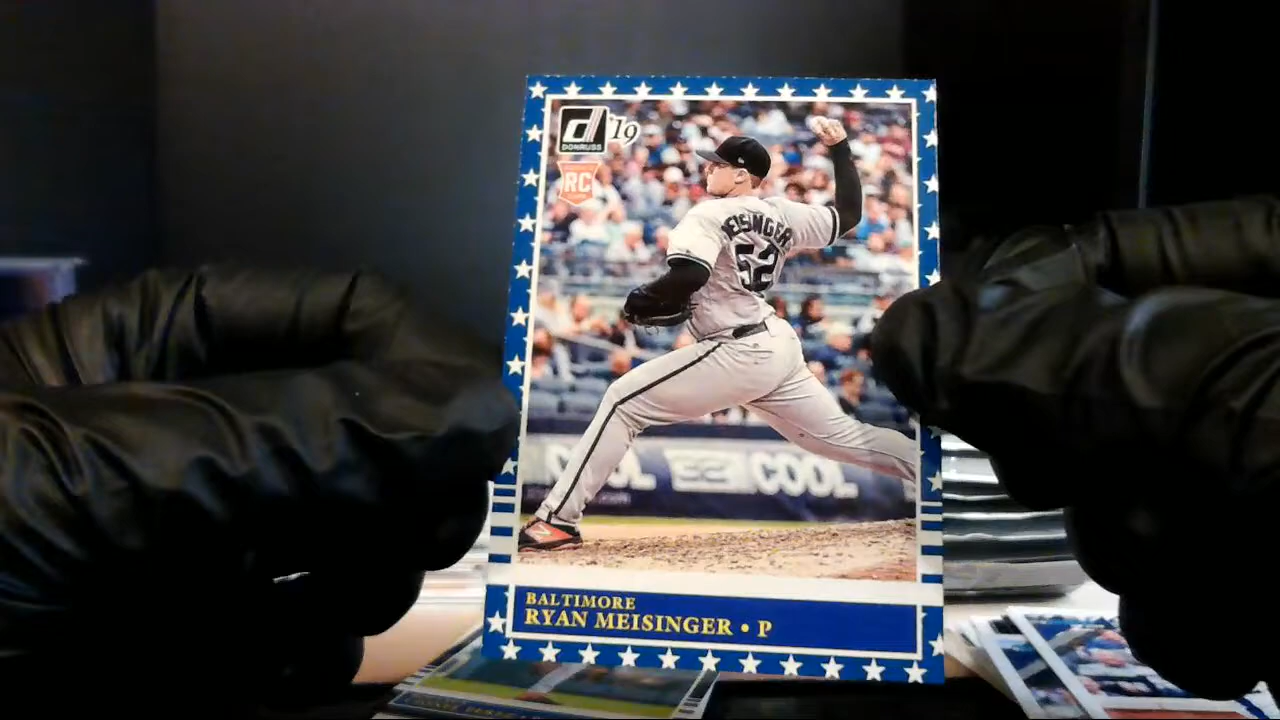 d '19
DONRUSS
RC
MEISINGER
52
COOL
COOL
BALTIMORE
RYAN MEISINGER • P